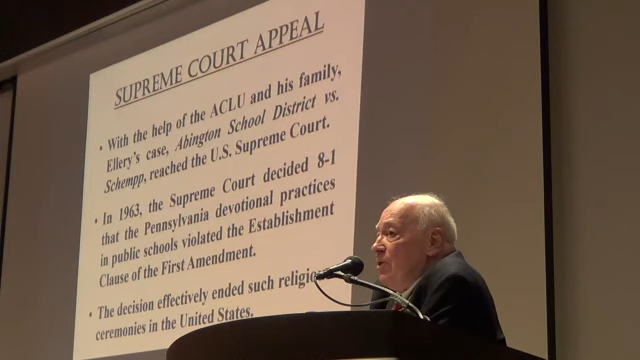 SUPREME COURT APPEAL
• With the help of the ACLU and his family,
Ellery's case, Abington School District vs.
Schempp, reached the U.S. Supreme Court.
• In 1963, the Supreme Court decided 8-1
that the Pennsylvania devotional practices
in public schools violated the Establishment
Clause of the First Amendment.
• The decision effectively ended such
ceremonies in the United States.